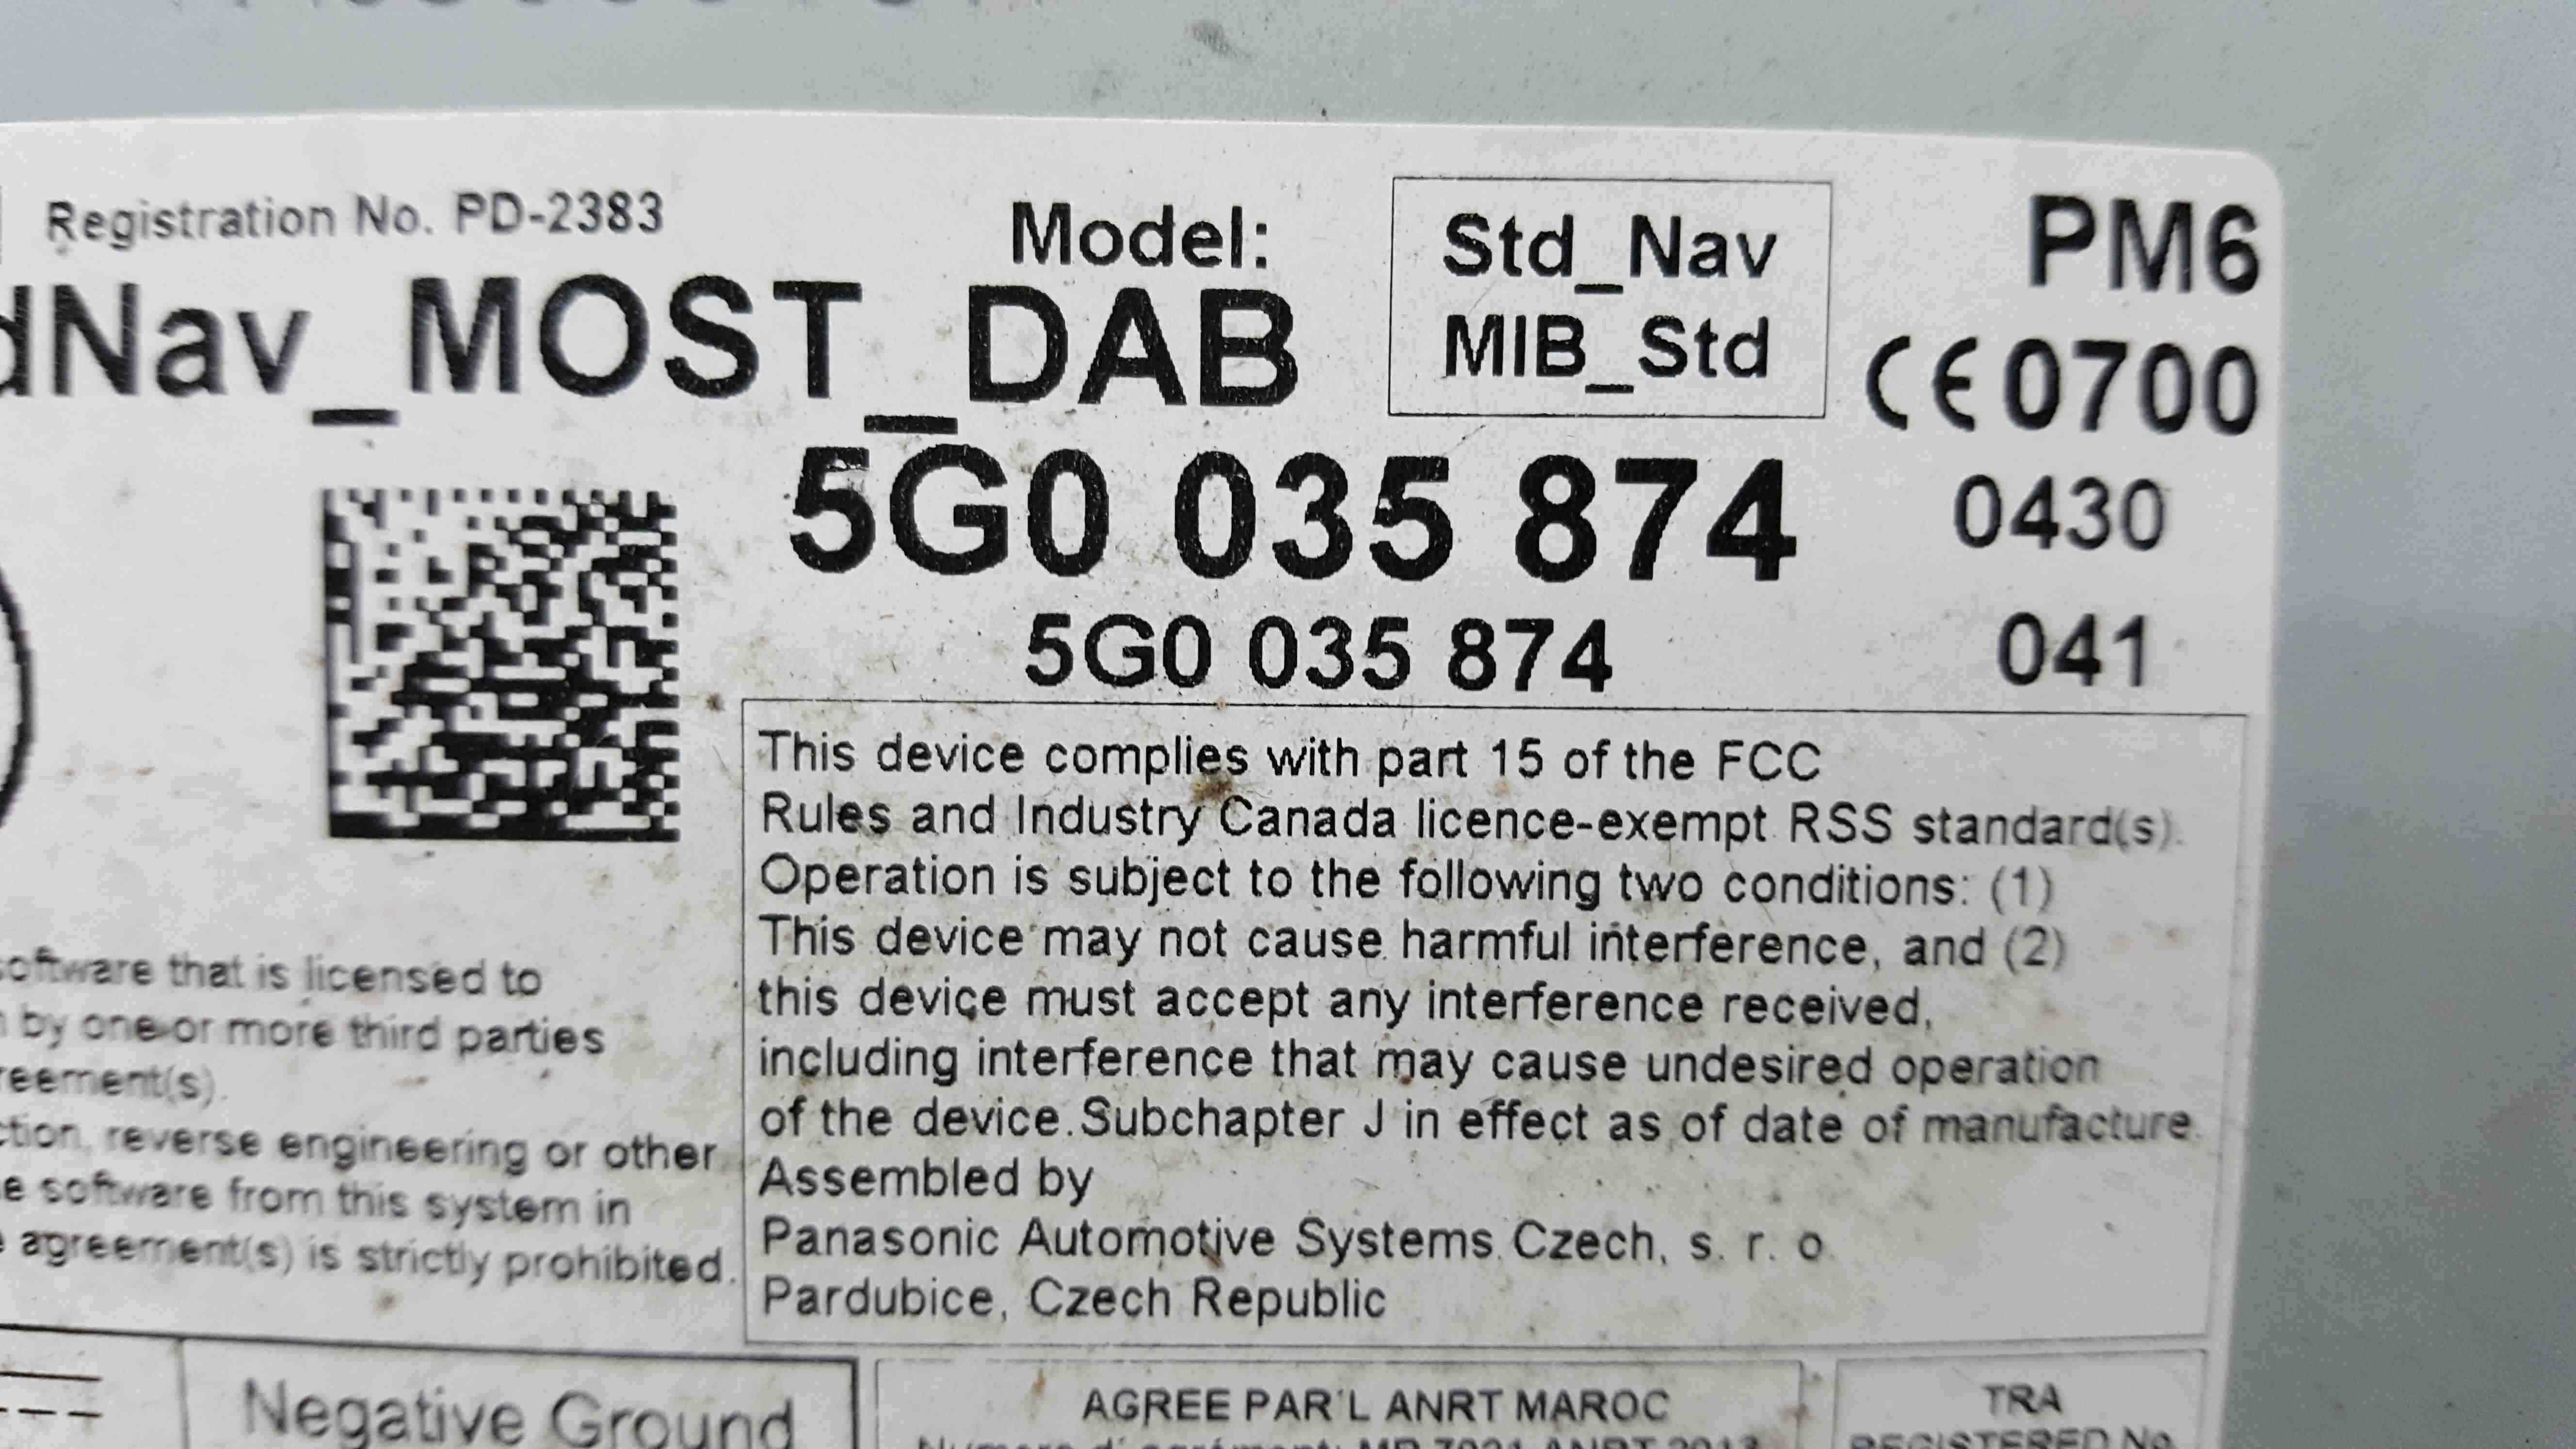 Registration No. PD-2383
Model:
Std_Nav
MIB_Std
PM6
dNav_MOST_DAB
CE 0700
5G0 035 874
0430
5G0 035 874
041
This device complies with part 15 of the FCC
Rules and Industry Canada licence-exempt RSS standard(s).
Operation is subject to the following two conditions: (1)
This device may not cause harmful interference, and (2)
this device must accept any interference received,
including interference that may cause undesired operation
of the device.Subchapter J in effect as of date of manufacture.
Assembled by
Panasonic Automotive Systems Czech, s. r. o
Pardubice, Czech Republic
software that is licensed to
by one or more third parties
reement(s).
ction, reverse engineering or other
e software from this system in
agreement(s) is strictly prohibited.
Negative Ground
AGREE PAR'L ANRT MAROC
TRA
REGISTERED No